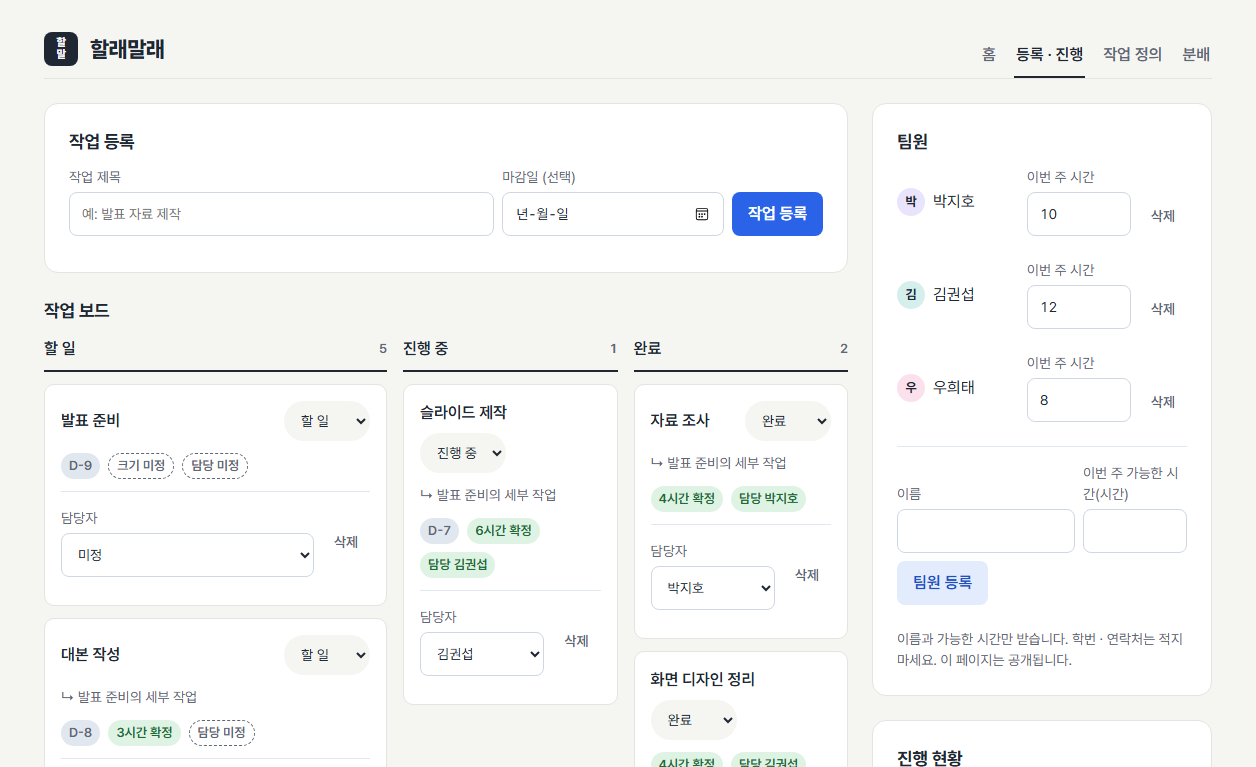 할
말
할래말래
홈
등록 · 진행
작업 정의
분배
작업 등록
작업 제목
마감일 (선택)
예: 발표 자료 제작
년-월-일
작업 등록
작업 보드
할 일
5
발표 준비
할 일
D-9
크기 미정
담당 미정
담당자
미정
삭제
대본 작성
할 일
↳ 발표 준비의 세부 작업
D-8
3시간 확정
담당 미정
진행 중
1
슬라이드 제작
진행 중
↳ 발표 준비의 세부 작업
D-7
6시간 확정
담당 김권섭
담당자
김권섭
삭제
완료
2
자료 조사
완료
↳ 발표 준비의 세부 작업
4시간 확정
담당 박지호
담당자
박지호
삭제
화면 디자인 정리
완료
4시간 확정
담당 김권섭
팀원
박
박지호
이번 주 시간
10
삭제
김
김권섭
이번 주 시간
12
삭제
우
우희태
이번 주 시간
8
삭제
이름
이번 주 가능한 시
간(시간)
팀원 등록
이름과 가능한 시간만 받습니다. 학번 · 연락처는 적지
마세요. 이 페이지는 공개됩니다.
진행 현황